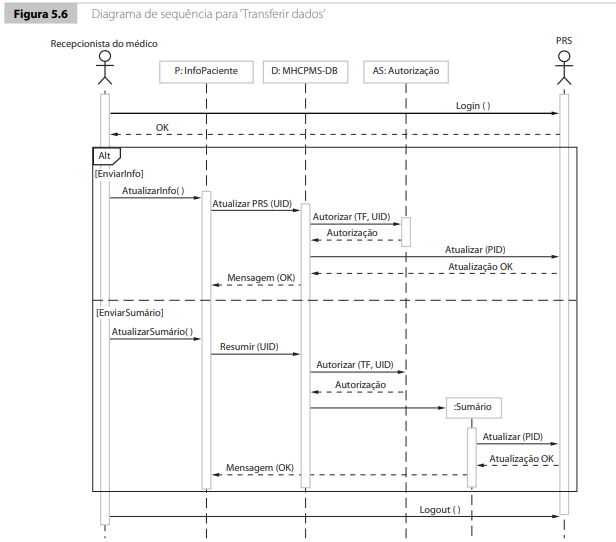 Figura 5.6 Diagrama de sequência para ‘Transferir dados’
Recepcionista do médico
PRS
P: InfoPaciente
D: MHCPMS-DB
AS: Autorização
Login ( )
OK
Alt
[EnviarInfo]
AtualizarInfo( )
Atualizar PRS (UID)
Autorizar (TF, UID)
Autorização
Atualizar (PID)
Atualização OK
Mensagem (OK)
[EnviarSumário]
AtualizarSumário( )
Resumir (UID)
Autorizar (TF, UID)
Autorização
:Sumário
Atualizar (PID)
Atualização OK
Mensagem (OK)
Logout ( )